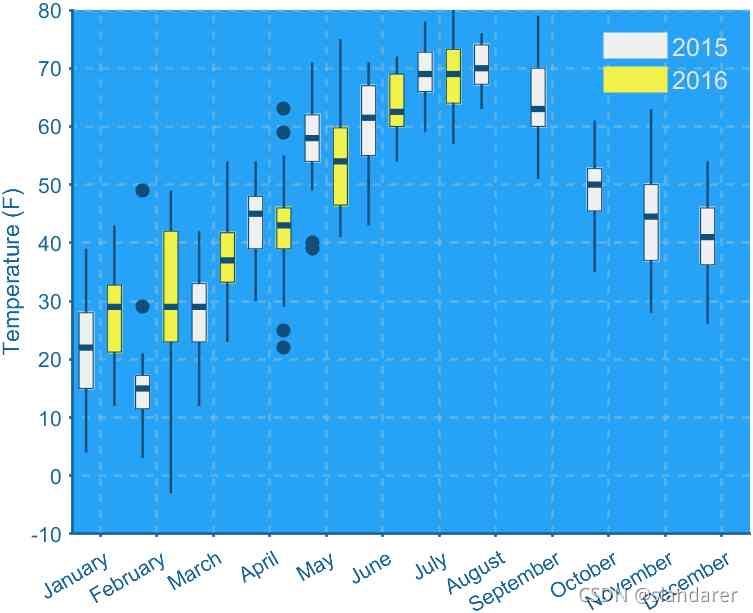 80
70
60
50
40
30
20
10
0
-10
Temperature (F)
2015
2016
January
February
March
April
May
June
July
August
September
October
November
December
CSDN @standarer